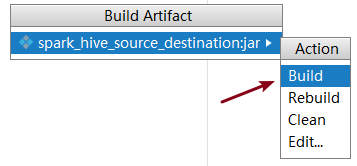 Build Artifact
spark_hive_source_destination:jar
Action
Build
Rebuild
Clean
Edit...